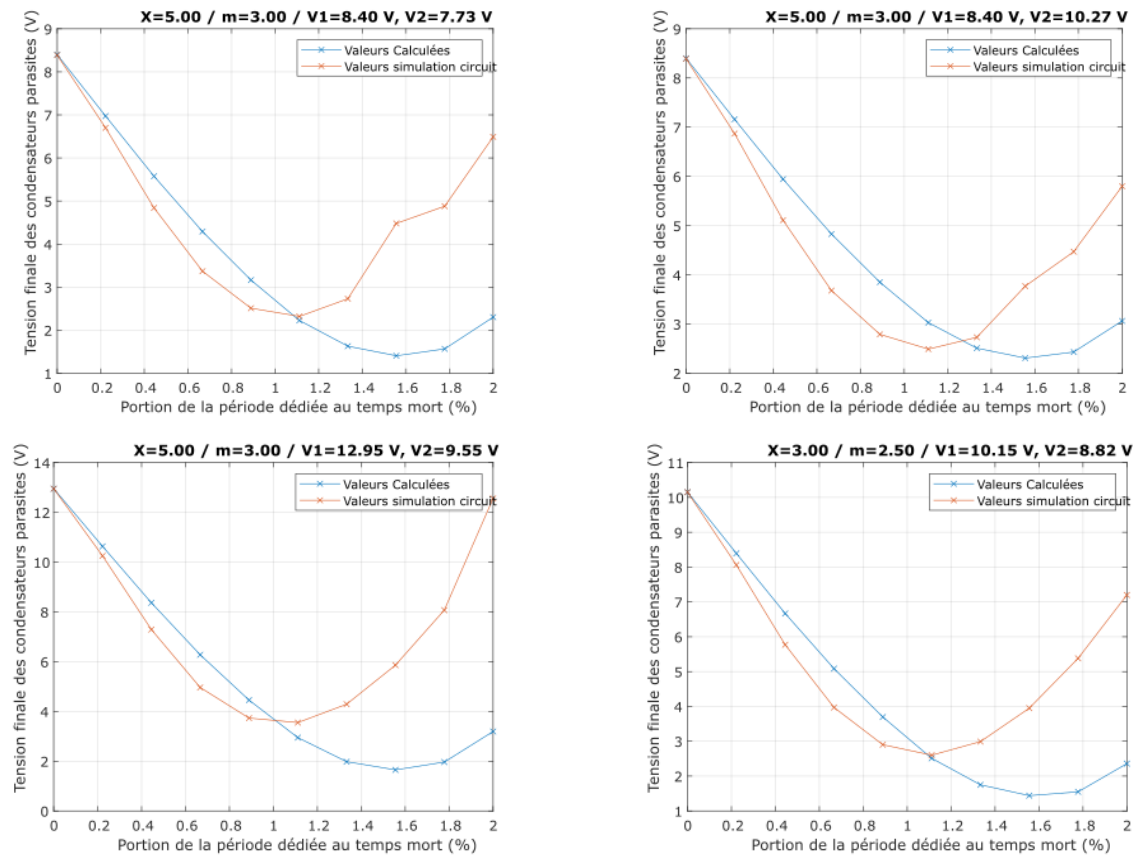 X=5.00 / m=3.00 / V1=8.40 V, V2=7.73 V
Tension finale des condensateurs parasites (V)
9
8
7
6
5
4
3
2
1
Valeurs Calculées
Valeurs simulation circuit
0 0.2 0.4 0.6 0.8 1 1.2 1.4 1.6 1.8 2
Portion de la période dédiée au temps mort (%)
X=5.00 / m=3.00 / V1=8.40 V, V2=10.27 V
Tension finale des condensateurs parasites (V)
9
8
7
6
5
4
3
2
Valeurs Calculées
Valeurs simulation circuit
0 0.2 0.4 0.6 0.8 1 1.2 1.4 1.6 1.8 2
Portion de la période dédiée au temps mort (%)
X=5.00 / m=3.00 / V1=12.95 V, V2=9.55 V
Tension finale des condensateurs parasites (V)
14
12
10
8
6
4
2
0
Valeurs Calculées
Valeurs simulation circuit
0 0.2 0.4 0.6 0.8 1 1.2 1.4 1.6 1.8 2
Portion de la période dédiée au temps mort (%)
X=3.00 / m=2.50 / V1=10.15 V, V2=8.82 V
Tension finale des condensateurs parasites (V)
11
10
9
8
7
6
5
4
3
2
1
Valeurs Calculées
Valeurs simulation circuit
0 0.2 0.4 0.6 0.8 1 1.2 1.4 1.6 1.8 2
Portion de la période dédiée au temps mort (%)